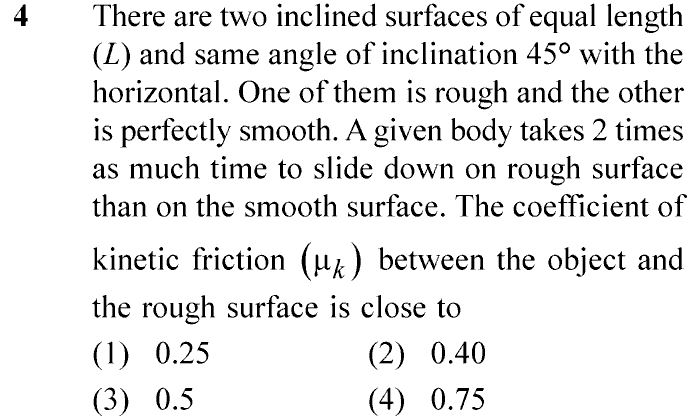 4 There are two inclined surfaces of equal length
(L) and same angle of inclination 45° with the
horizontal. One of them is rough and the other
is perfectly smooth. A given body takes 2 times
as much time to slide down on rough surface
than on the smooth surface. The coefficient of
kinetic friction (μₖ) between the object and
the rough surface is close to
(1) 0.25 (2) 0.40
(3) 0.5 (4) 0.75